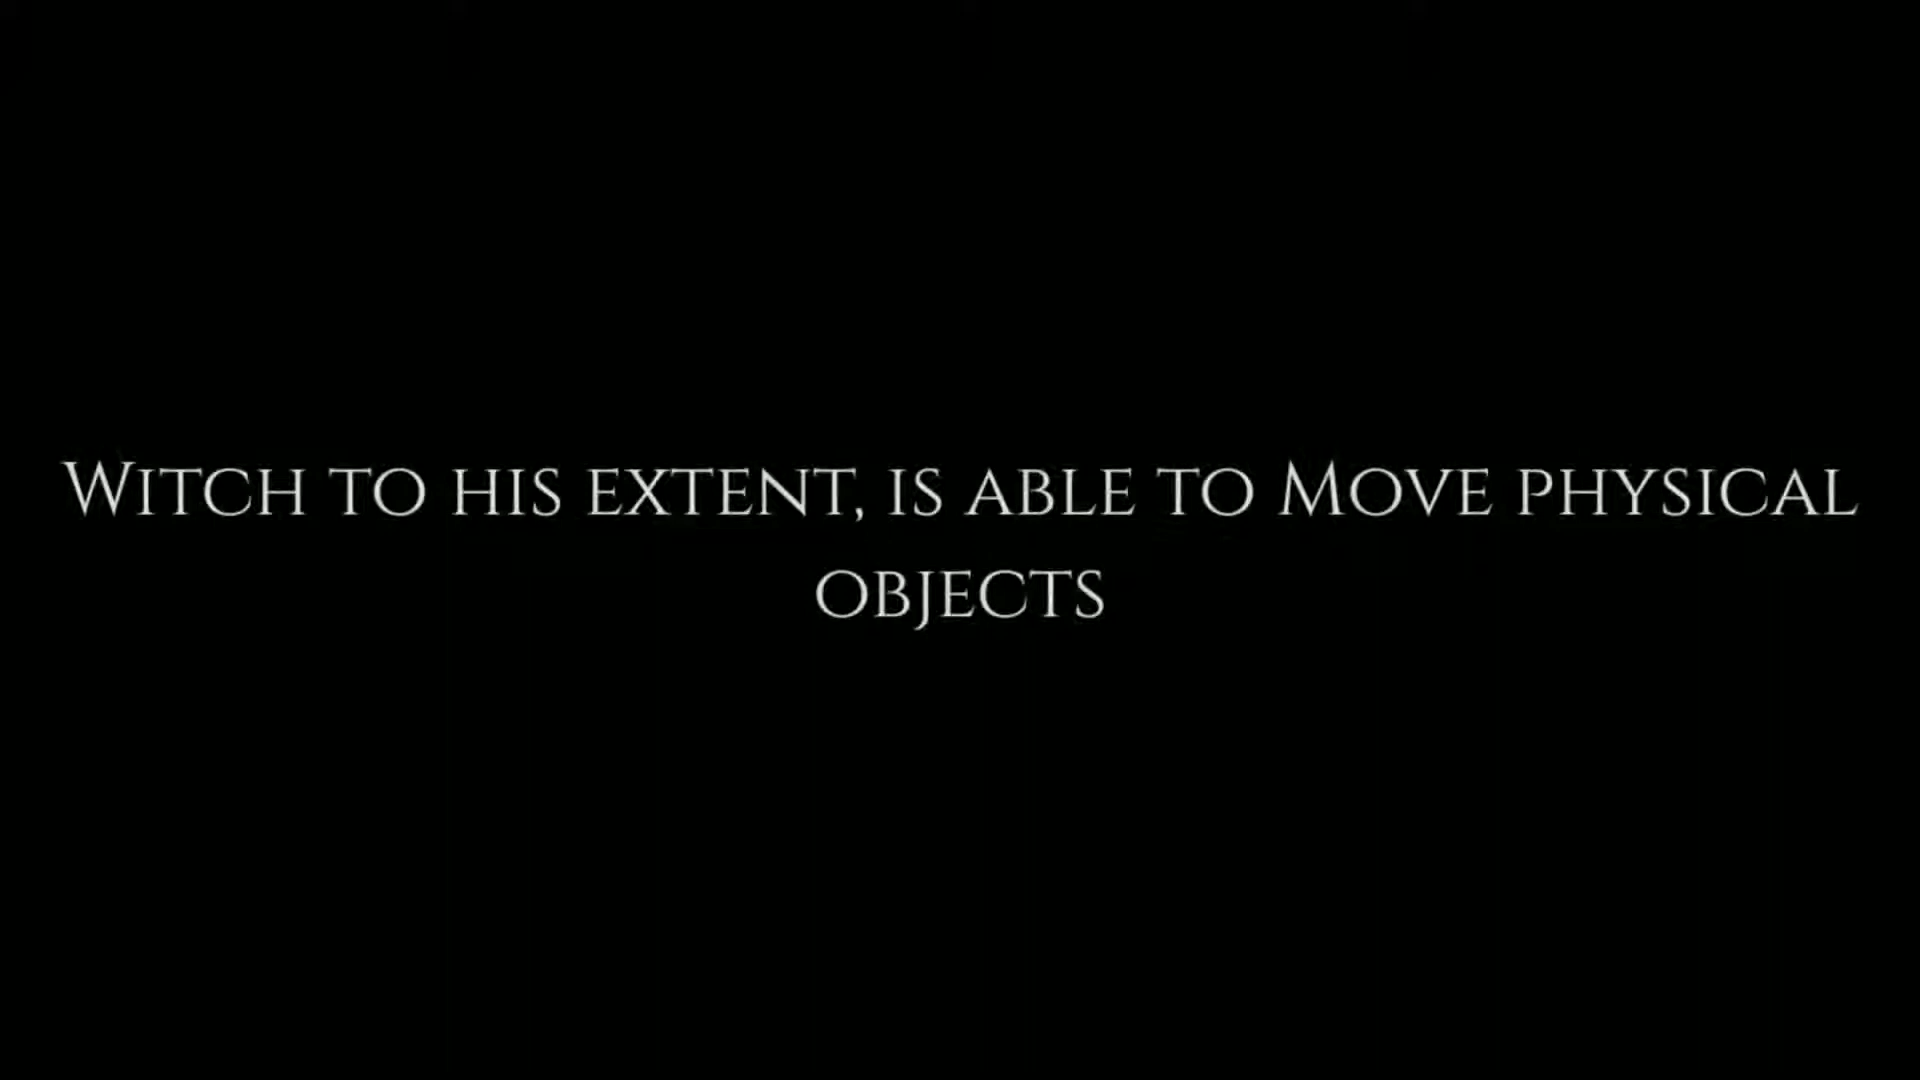 Witch to his extent, is able to Move physical
objects